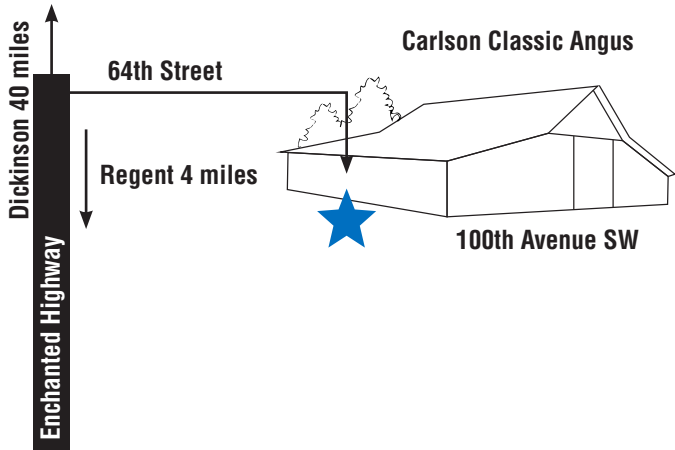 Carlson Classic Angus
Dickinson 40 miles
64th Street
Regent 4 miles
100th Avenue SW
Enchanted Highway